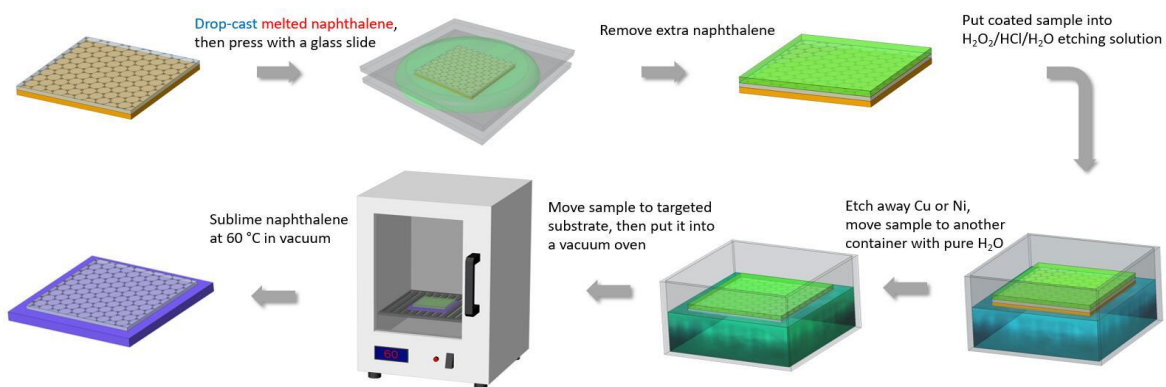 Drop-cast melted naphthalene,
then press with a glass slide
Remove extra naphthalene
Put coated sample into
H₂O₂/HCl/H₂O etching solution
Etch away Cu or Ni,
move sample to another
container with pure H₂O
Move sample to targeted
substrate, then put it into
a vacuum oven
60
Sublime naphthalene
at 60 °C in vacuum